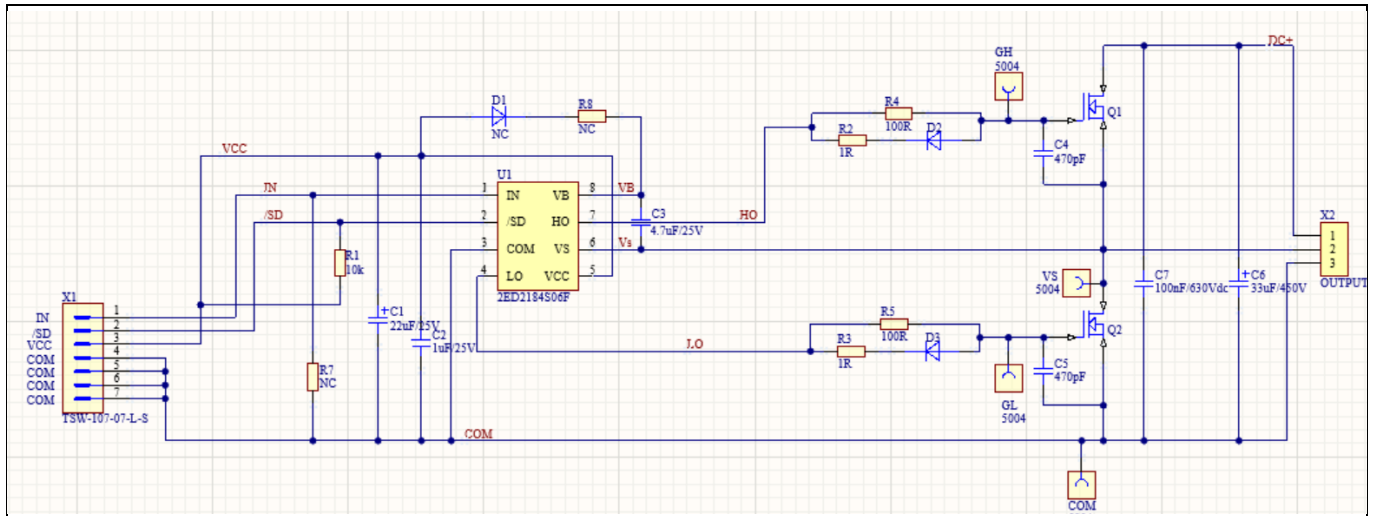 DC+
GH
5004
D1
NC
R8
NC
R4
100R
R2
1R
D2
Q1
C4
470pF
VCC
U1
IN
1
IN
VB
8
VB
/SD
2
/SD
HO
7
HO
C3
4.7uF/25V
3
COM
VS
6
Vs
4
LO
VCC
5
2ED2184S06F
R1
10k
X2
1
2
3
OUTPUT
VS
5004
C7
100nF/630Vdc
C6
33uF/450V
X1
IN
1
/SD
2
VCC
3
COM
4
COM
5
COM
6
COM
7
TSW-107-07-L-S
C1
22uF/25V
C2
1uF/25V
R7
NC
LO
R5
100R
R3
1R
D3
Q2
C5
470pF
GL
5004
COM
COM